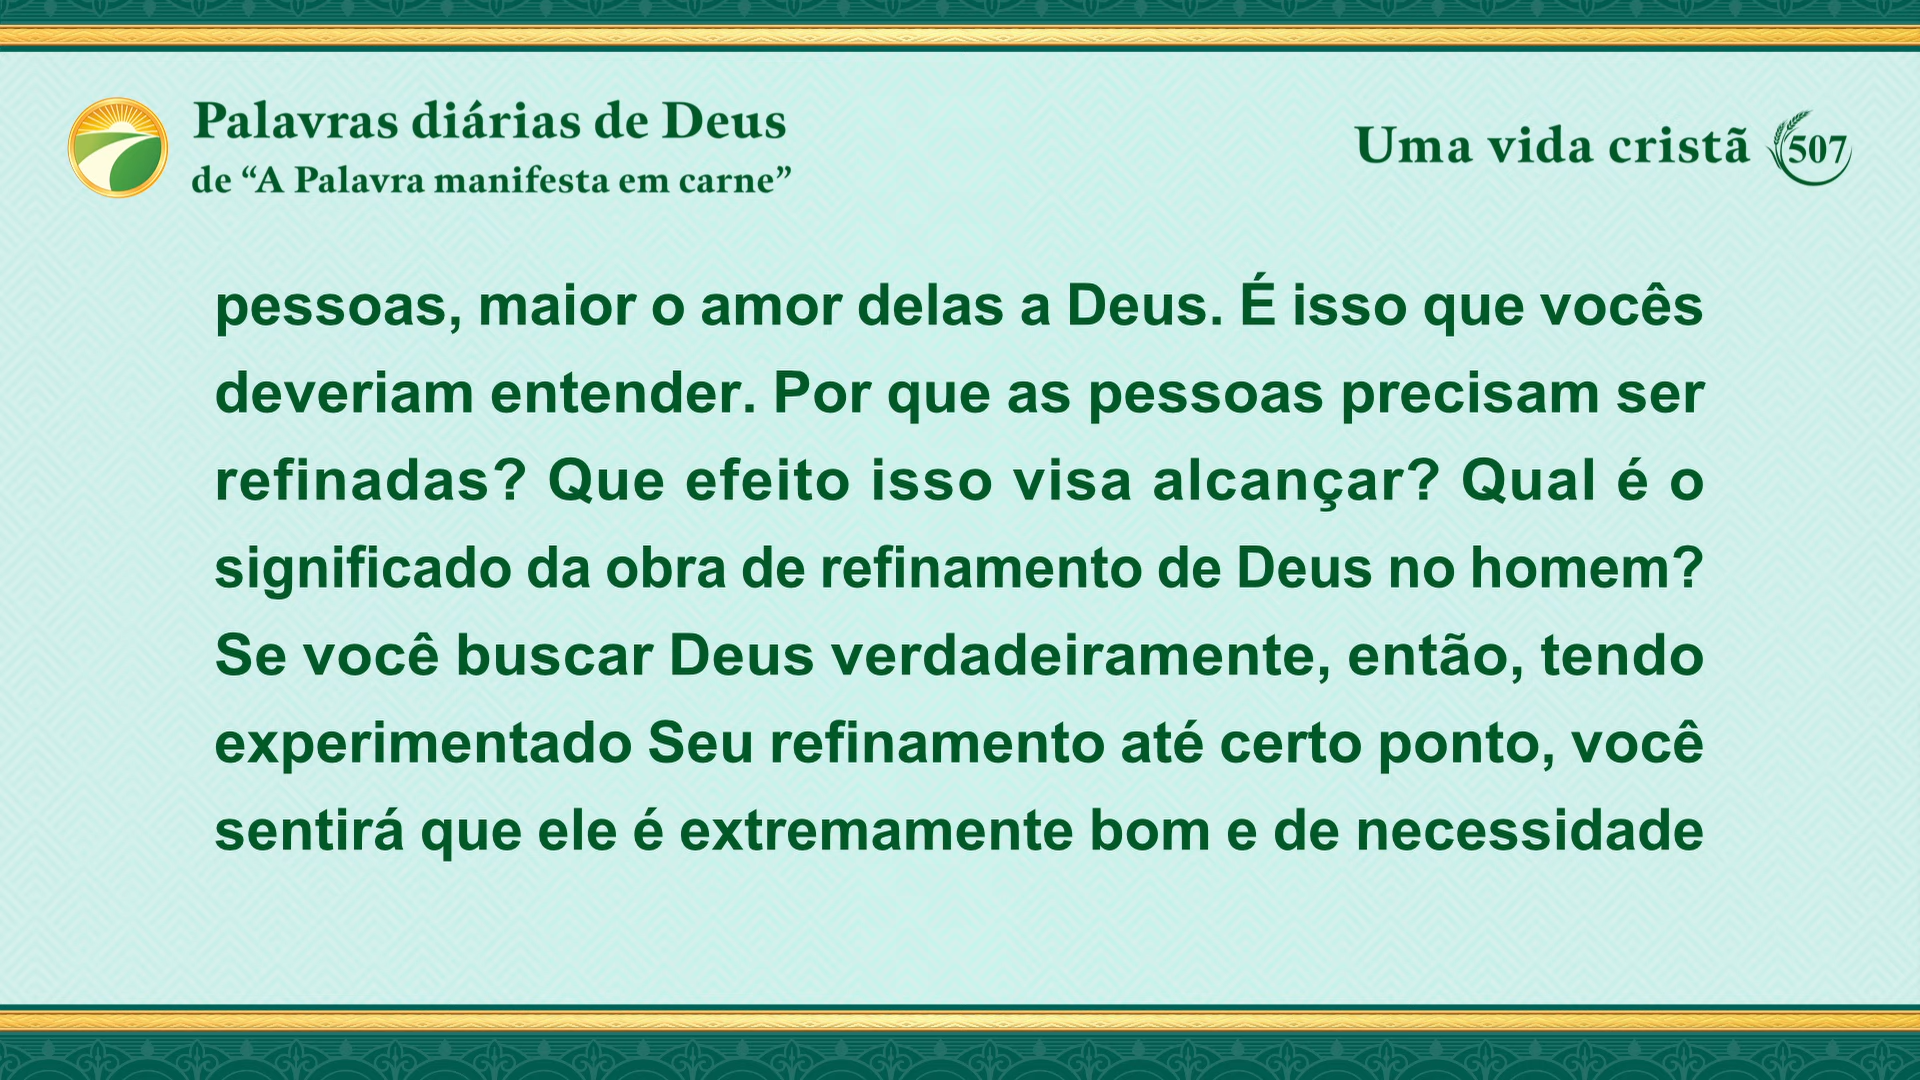 Palavras diárias de Deus
de “A Palavra manifesta em carne”
Uma vida cristã 507
pessoas, maior o amor delas a Deus. É isso que vocês
deveriam entender. Por que as pessoas precisam ser
refinadas? Que efeito isso visa alcançar? Qual é o
significado da obra de refinamento de Deus no homem?
Se você buscar Deus verdadeiramente, então, tendo
experimentado Seu refinamento até certo ponto, você
sentirá que ele é extremamente bom e de necessidade